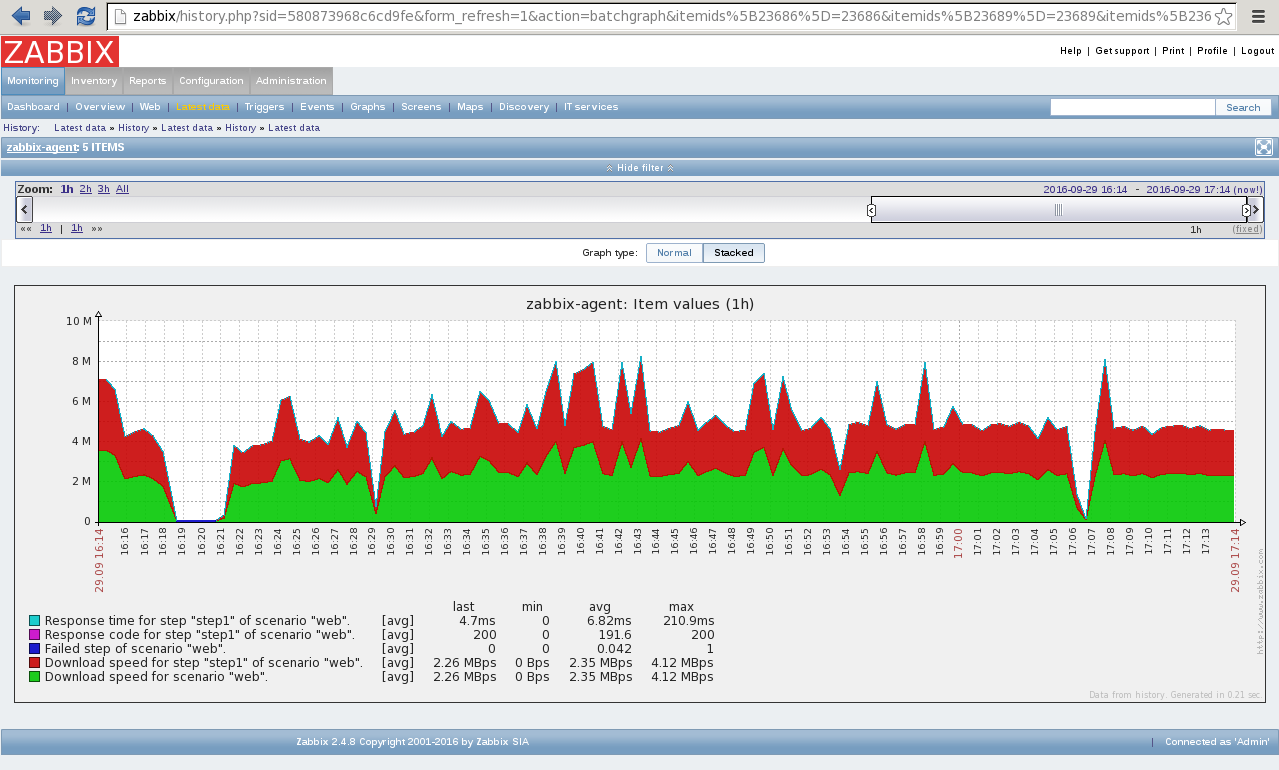 zabbix/history.php?sid=580873968c6cd9fe&form_refresh=1&action=batchgraph&itemids%5B23686%5D=23686&itemids%5B23689%5D=23689&itemids%5B236
ZABBIX
Help | Get support | Print | Profile | Logout
Monitoring Inventory Reports Configuration Administration
Dashboard | Overview | Web | Latest data | Triggers | Events | Graphs | Screens | Maps | Discovery | IT services Search
History: Latest data » History » Latest data » History » Latest data
zabbix-agent: 5 ITEMS
Hide filter
Zoom: 1h 2h 3h All 2016-09-29 16:14 - 2016-09-29 17:14 (now!)
«« 1h | 1h »» 1h (fixed)
Graph type: Normal Stacked
zabbix-agent: Item values (1h)
10 M
8 M
6 M
4 M
2 M
0
29.09 16:14 16:16 16:17 16:18 16:19 16:20 16:21 16:22 16:23 16:24 16:25 16:26 16:27 16:28 16:29 16:30 16:31 16:32 16:33 16:34 16:35 16:36 16:37 16:38 16:39 16:40 16:41 16:42 16:43 16:44 16:45 16:46 16:47 16:48 16:49 16:50 16:51 16:52 16:53 16:54 16:55 16:56 16:57 16:58 16:59 17:00 17:01 17:02 17:03 17:04 17:05 17:06 17:07 17:08 17:09 17:10 17:11 17:12 17:13 29.09 17:14
http://www.zabbix.com
last min avg max
Response time for step "step1" of scenario "web". [avg] 4.7ms 0 6.82ms 210.9ms
Response code for step "step1" of scenario "web". [avg] 200 0 191.6 200
Failed step of scenario "web". [avg] 0 0 0.042 1
Download speed for step "step1" of scenario "web". [avg] 2.26 MBps 0 Bps 2.35 MBps 4.12 MBps
Download speed for scenario "web". [avg] 2.26 MBps 0 Bps 2.35 MBps 4.12 MBps
Data from history. Generated in 0.21 sec.
Zabbix 2.4.8 Copyright 2001-2016 by Zabbix SIA | Connected as 'Admin'